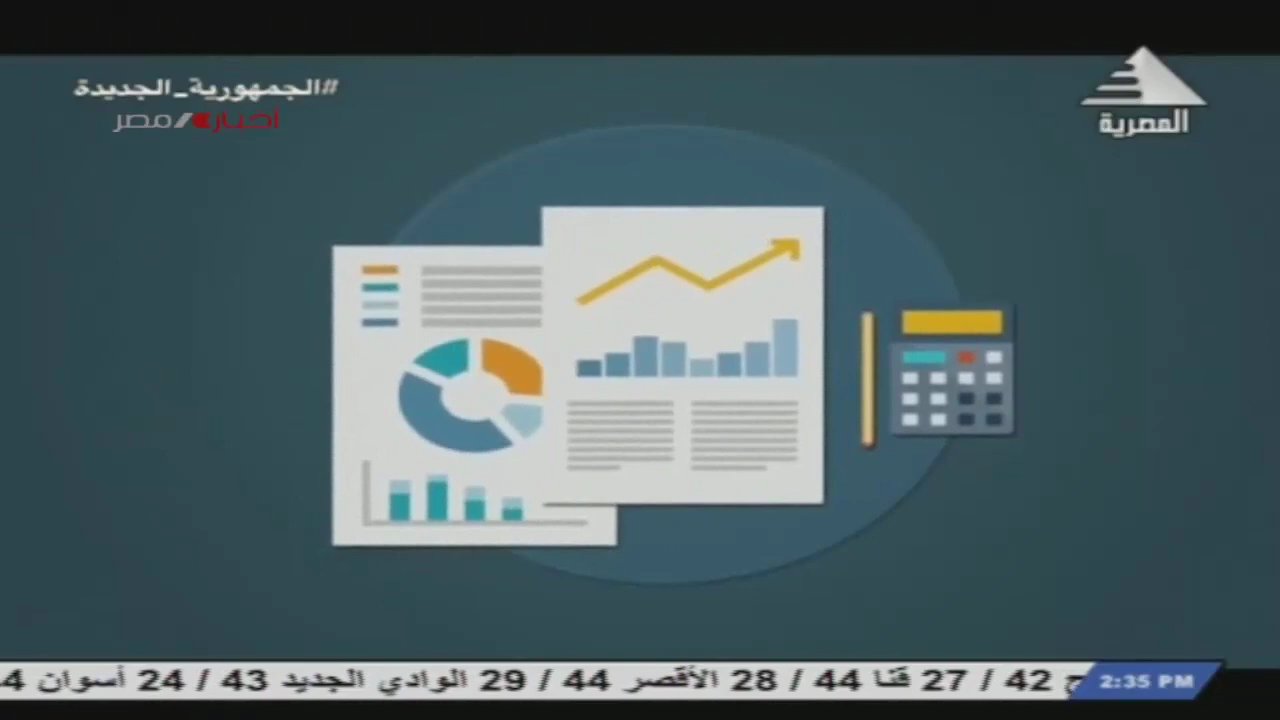 #الجمهورية_الجديدة
أخبار مصر
المصرية
42 / 27 قنا 44 / 28 الأقصر 44 / 29 الوادي الجديد 43 / 24 أسوان
2:35 PM